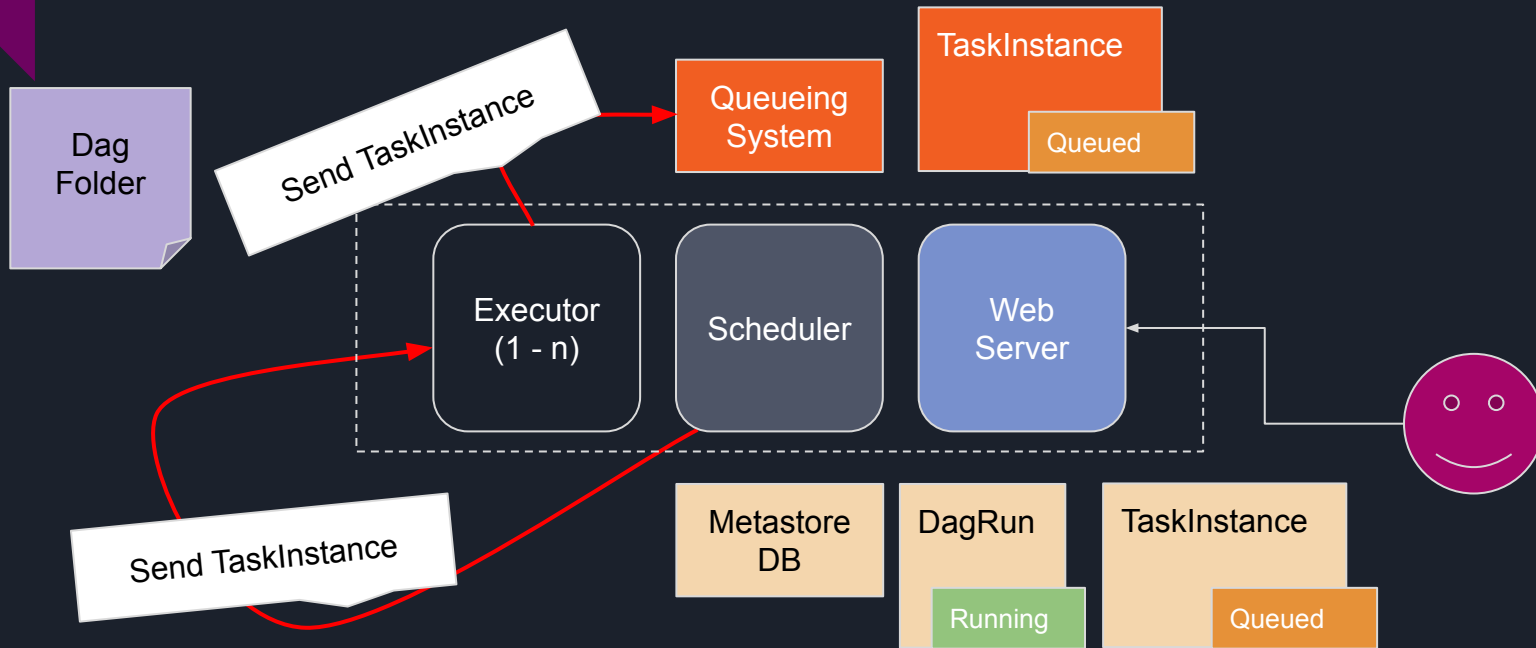 Dag
Folder
Send TaskInstance
Queueing
System
TaskInstance
Queued
Executor
(1 - n)
Scheduler
Web
Server
Send TaskInstance
Metastore
DB
DagRun
Running
TaskInstance
Queued